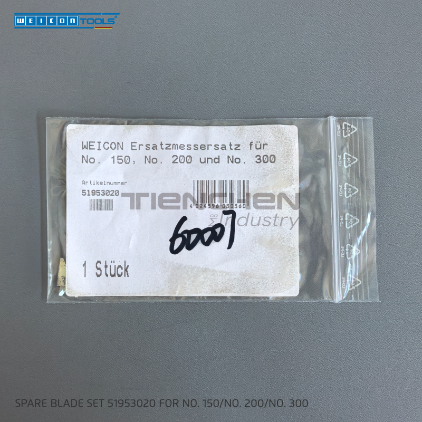 WEICON TOOLS
WEICON Ersatzmessersatz für
No. 150, No. 200 und No. 300
Artikelnummer
51953020
TIENCHEN
Industry
60007
1 Stück
SPARE BLADE SET 51953020 FOR NO. 150/NO. 200/NO. 300